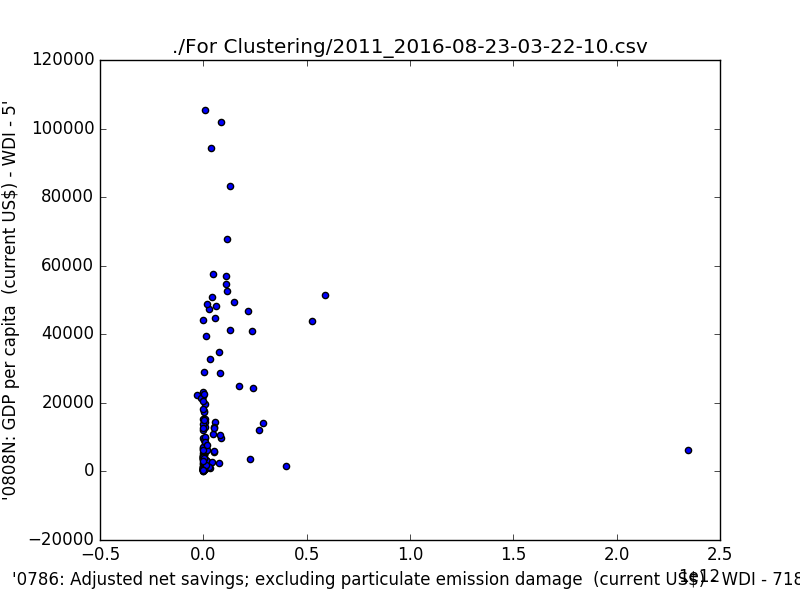 ./For Clustering/2011_2016-08-23-03-22-10.csv
120000
100000
80000
60000
40000
20000
0
−20000
'0808N: GDP per capita  (current US$) - WDI - 5'
−0.5 0.0 0.5 1.0 1.5 2.0 2.5
1e12
'0786: Adjusted net savings; excluding particulate emission damage  (current US$) - WDI - 718